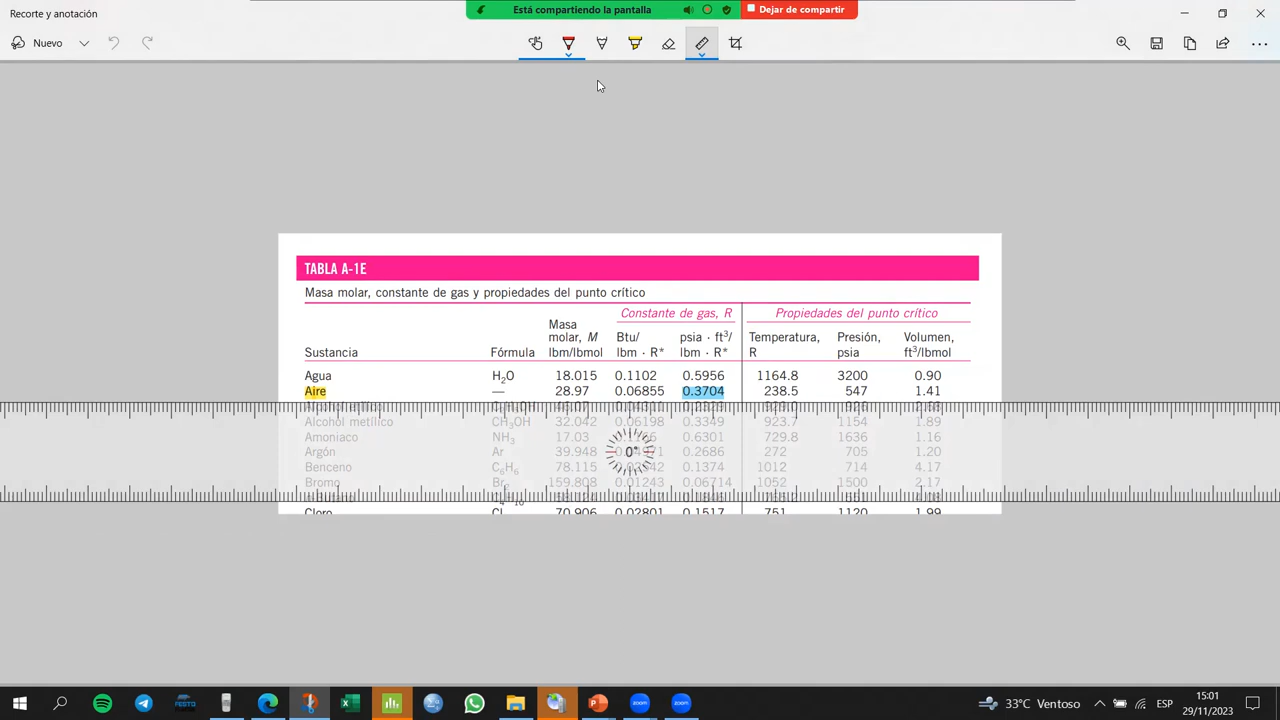 Recorte y anotación
Está compartiendo la pantalla
Dejar de compartir
Nuevo
TABLA A-1E
Masa molar, constante de gas y propiedades del punto crítico
Constante de gas, R Propiedades del punto crítico
Masa
molar, M Btu/ psia · ft³/ Temperatura, Presión, Volumen,
Sustancia Fórmula lbm/lbmol lbm · R* lbm · R* R psia ft³/lbmol
Agua H₂O 18.015 0.1102 0.5956 1164.8 3200 0.90
Aire — 28.97 0.06855 0.3704 238.5 547 1.41
Alcohol metílico CH₃OH 32.042 0.06198 0.3349 923.7 1154 1.89
Amoniaco NH₃ 17.03 0.6301 729.8 1636 1.16
Argón Ar 39.948 0.2686 272 705 1.20
0°
Benceno C₆H₆ 78.115 0.1374 1012 714 4.17
Bromo Br₂ 159.808 0.01243 0.06714 1052 1500 2.17
Cloro 70.906 0.02801 0.1517 751 1120 1.99
FESTO
zoom zoom
33°C Ventoso
ESP
15:01
29/11/2023